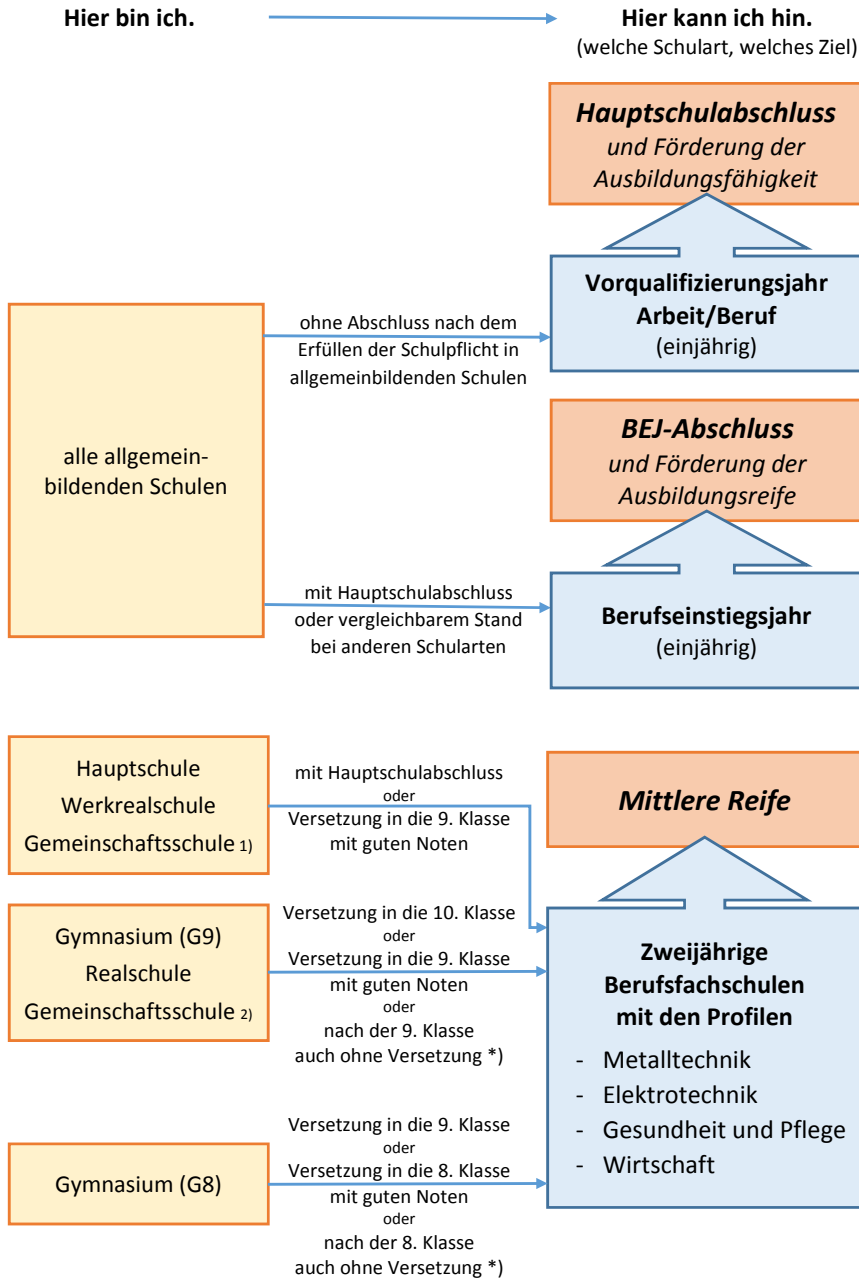 Hier bin ich.
Hier kann ich hin.
(welche Schulart, welches Ziel)
Hauptschulabschluss
und Förderung der
Ausbildungsfähigkeit
Vorqualifizierungsjahr
Arbeit/Beruf
(einjährig)
ohne Abschluss nach dem
Erfüllen der Schulpflicht in
allgemeinbildenden Schulen
alle allgemein-
bildenden Schulen
BEJ-Abschluss
und Förderung der
Ausbildungsreife
mit Hauptschulabschluss
oder vergleichbarem Stand
bei anderen Schularten
Berufseinstiegsjahr
(einjährig)
Hauptschule
Werkrealschule
Gemeinschaftsschule 1)
mit Hauptschulabschluss
oder
Versetzung in die 9. Klasse
mit guten Noten
Mittlere Reife
Gymnasium (G9)
Realschule
Gemeinschaftsschule 2)
Versetzung in die 10. Klasse
oder
Versetzung in die 9. Klasse
mit guten Noten
oder
nach der 9. Klasse
auch ohne Versetzung *)
Zweijährige
Berufsfachschulen
mit den Profilen
- Metalltechnik
- Elektrotechnik
- Gesundheit und Pflege
- Wirtschaft
Gymnasium (G8)
Versetzung in die 9. Klasse
oder
Versetzung in die 8. Klasse
mit guten Noten
oder
nach der 8. Klasse
auch ohne Versetzung *)